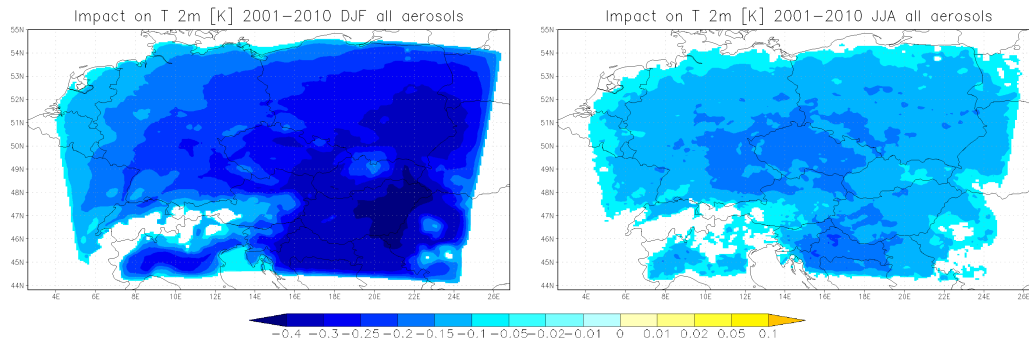 Impact on T 2m [K] 2001−2010 DJF all aerosols
55N
54N
53N
52N
51N
50N
49N
48N
47N
46N
45N
44N
4E 6E 8E 10E 12E 14E 16E 18E 20E 22E 24E 26E
Impact on T 2m [K] 2001−2010 JJA all aerosols
55N
54N
53N
52N
51N
50N
49N
48N
47N
46N
45N
44N
4E 6E 8E 10E 12E 14E 16E 18E 20E 22E 24E 26E
−0.4 −0.3 −0.25 −0.2 −0.15 −0.1 −0.05 −0.02 −0.01 0 0.01 0.02 0.05 0.1